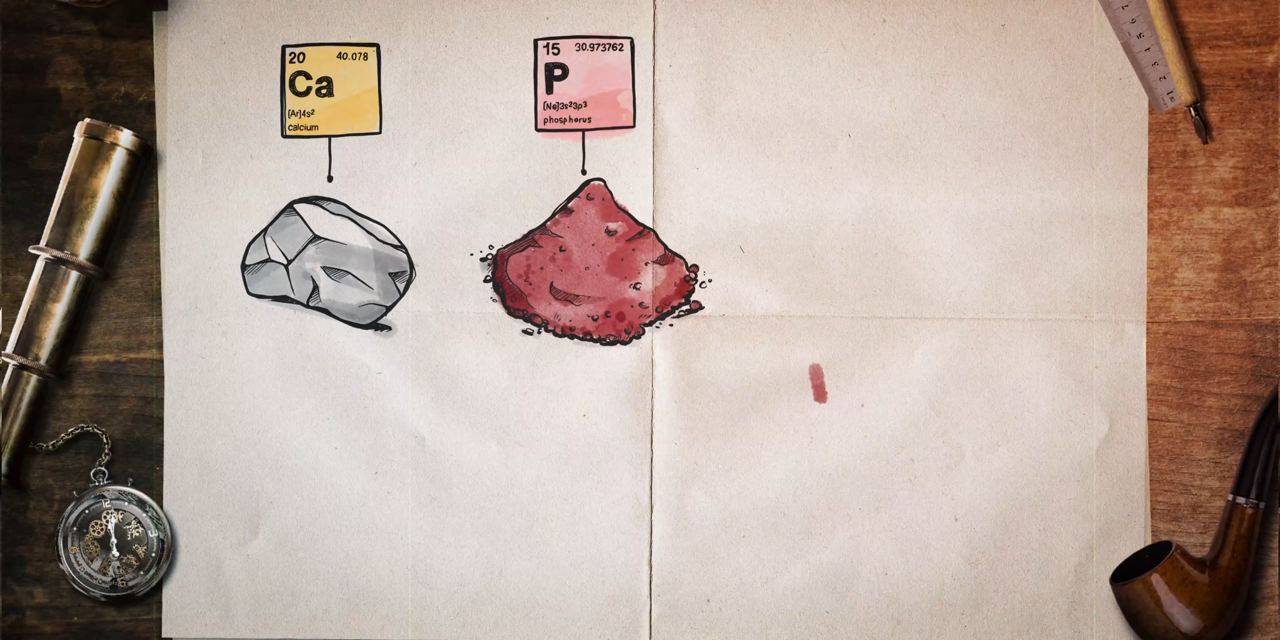 20 40.078
Ca
[Ar]4s²
calcium
15 30.973762
P
[Ne]3s²3p³
phosphorus